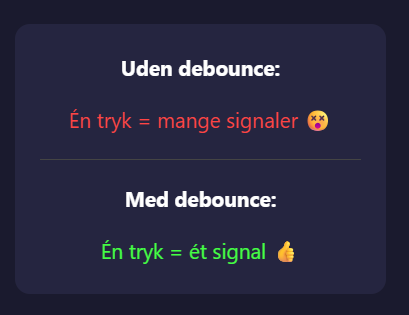 Uden debounce:
Én tryk = mange signaler 😵
Med debounce:
Én tryk = ét signal 👍